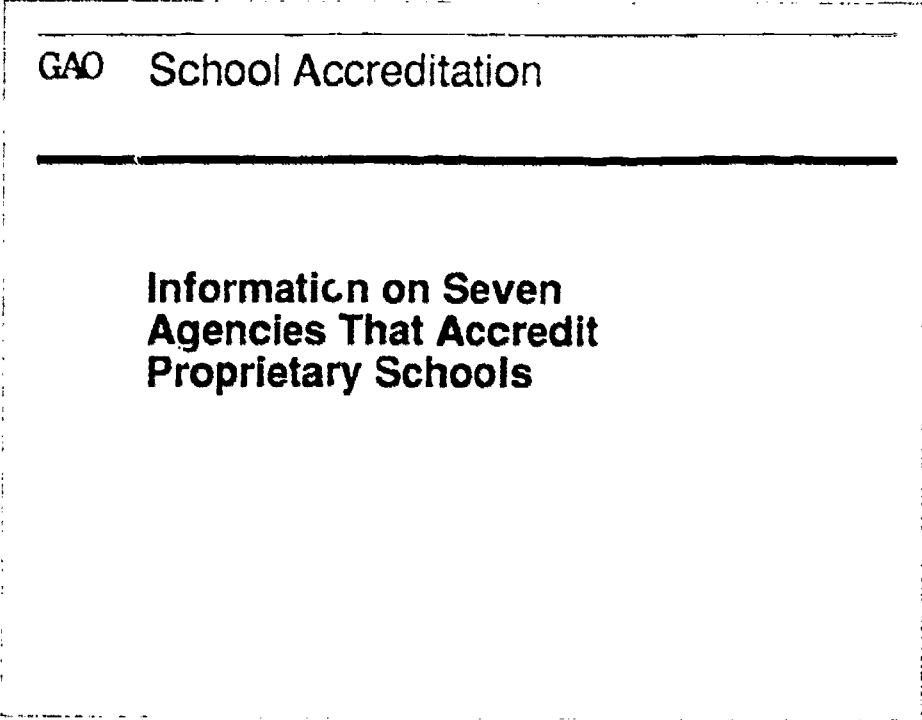 GAO School Accreditation
Information on Seven
Agencies That Accredit
Proprietary Schools